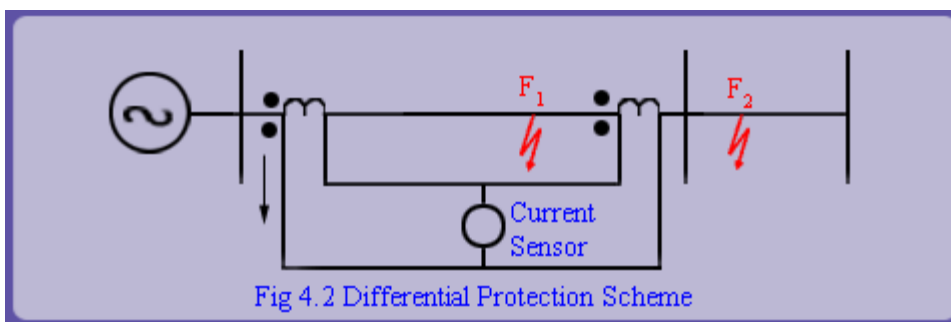 F1
F2
Current
Sensor
Fig 4.2 Differential Protection Scheme